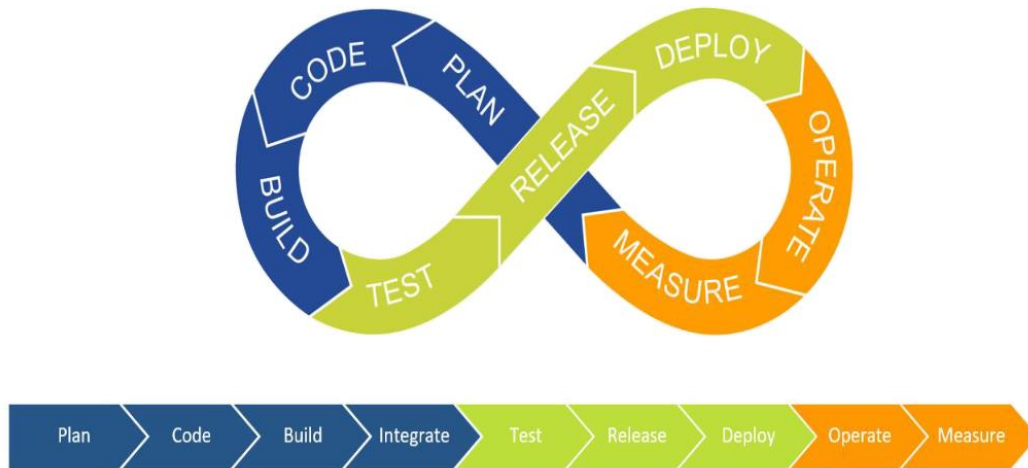 PLAN
CODE
BUILD
TEST
RELEASE
DEPLOY
OPERATE
MEASURE
Plan
Code
Build
Integrate
Test
Release
Deploy
Operate
Measure